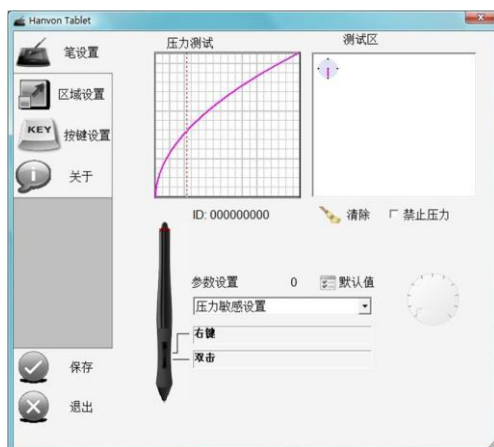 Hanvon Tablet
笔设置
区域设置
KEY
按键设置
关于
保存
退出
压力测试
测试区
ID: 000000000
清除
禁止压力
参数设置 0 默认值
压力敏感设置
右键
双击